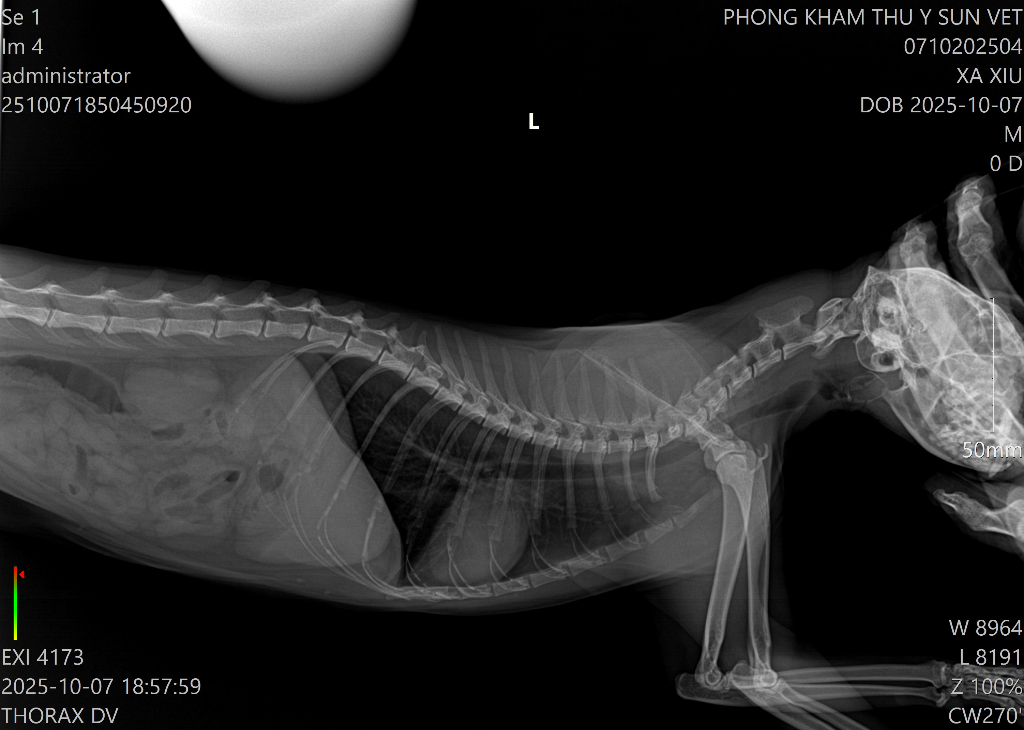 Se 1
Im 4
administrator
2510071850450920
PHONG KHAM THU Y SUN VET
0710202504
XA XIU
DOB 2025-10-07
M
0 D
L
50mm
EXI 4173
2025-10-07 18:57:59
THORAX DV
W 8964
L 8191
Z 100%
CW270'